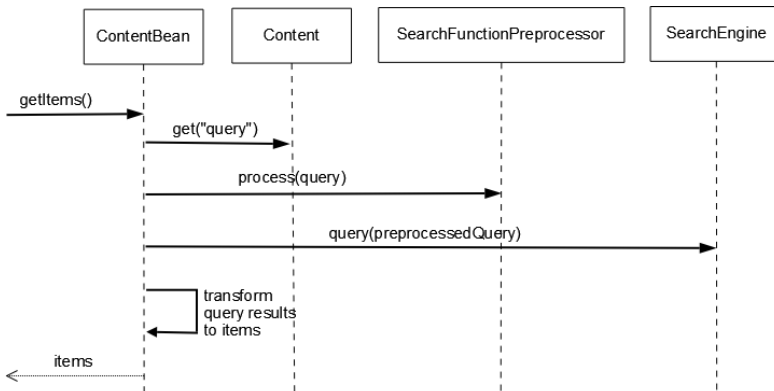 ContentBean
Content
SearchFunctionPreprocessor
SearchEngine
getItems()
get("query")
process(query)
query(preprocessedQuery)
transform
query results
to items
items